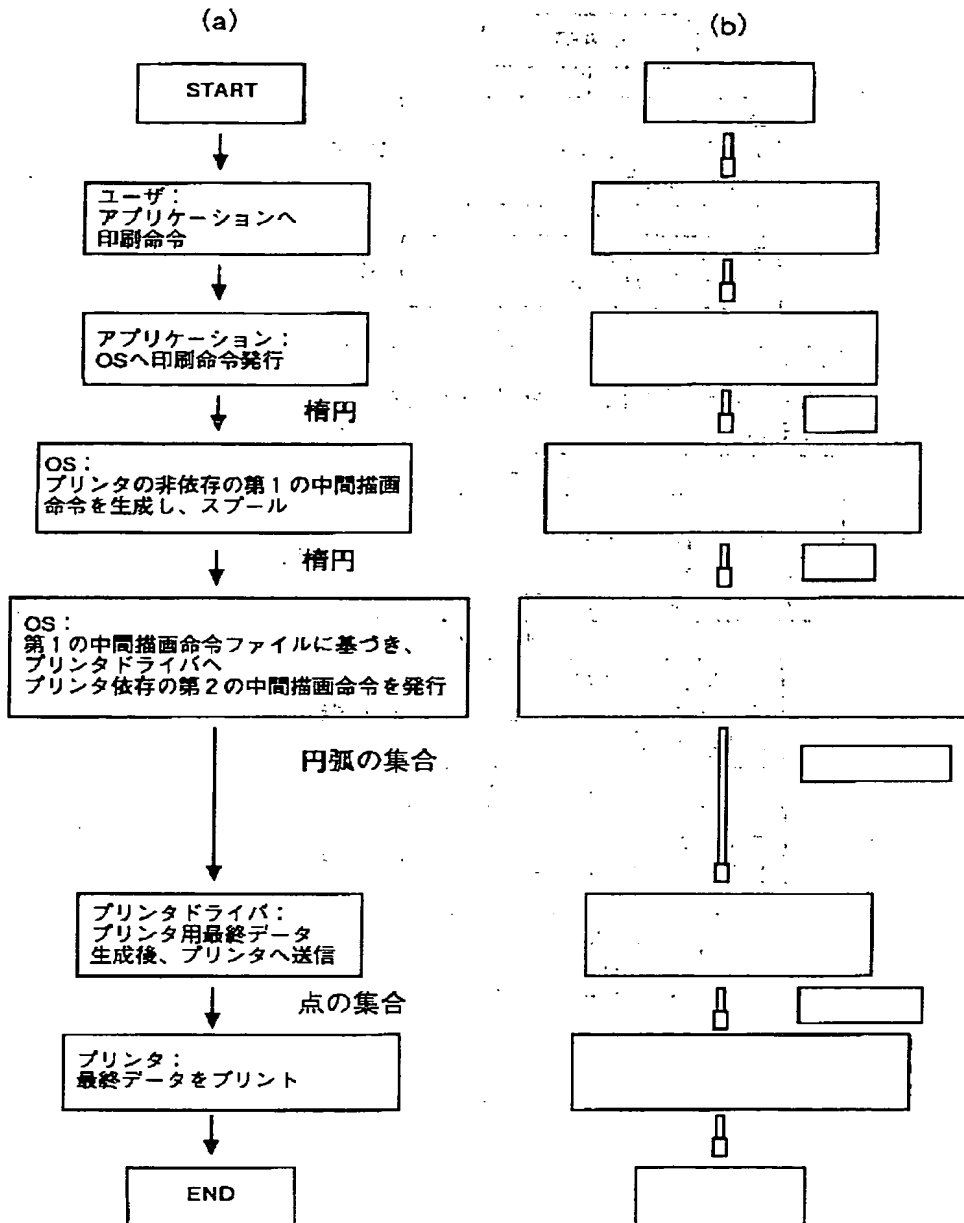 (a)
(b)
START
ユーザ：
アプリケーションへ
印刷命令
アプリケーション：
OSへ印刷命令発行
楕円
OS：
プリンタの非依存の第1の中間描画
命令を生成し、スプール
楕円
OS：
第1の中間描画命令ファイルに基づき、
プリンタドライバへ
プリンタ依存の第2の中間描画命令を発行
円弧の集合
プリンタドライバ：
プリンタ用最終データ
生成後、プリンタへ送信
点の集合
プリンタ：
最終データをプリント
END